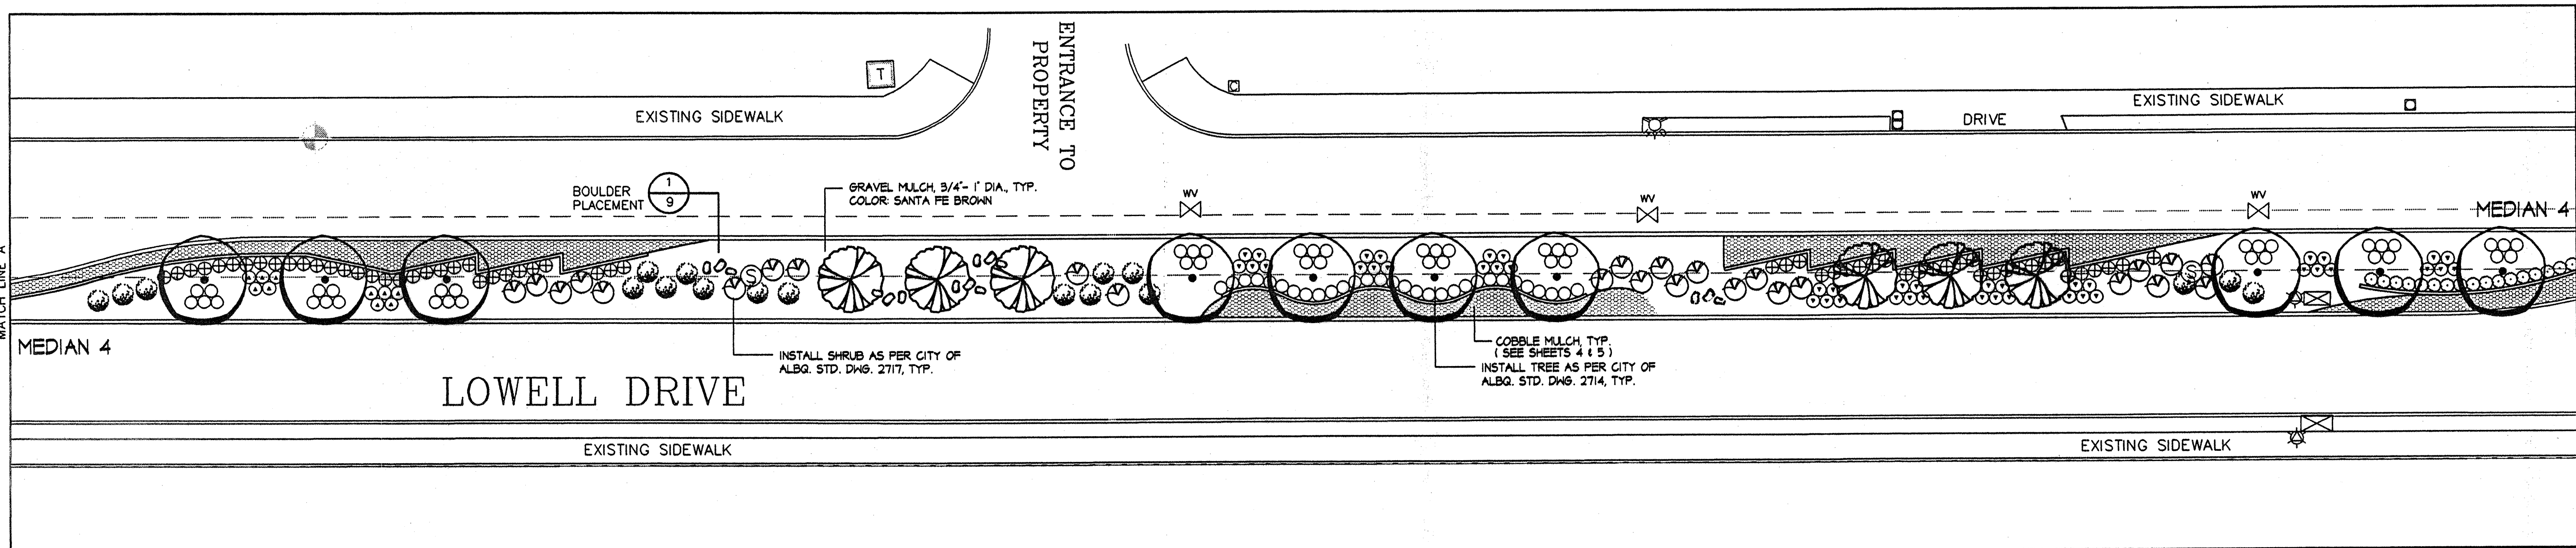 ENTRANCE TO
PROPERTY
T
C
EXISTING SIDEWALK
EXISTING SIDEWALK
DRIVE
BOULDER
PLACEMENT
1
9
GRAVEL MULCH, 3/4"- 1" DIA., TYP.
COLOR: SANTA FE BROWN
WV
WV
WV
MEDIAN 4
MATCH LINE 'A'
S
S
MEDIAN 4
INSTALL SHRUB AS PER CITY OF
ALBQ. STD. DWG. 2717, TYP.
COBBLE MULCH, TYP.
( SEE SHEETS 4 & 5 )
INSTALL TREE AS PER CITY OF
ALBQ. STD. DWG. 2714, TYP.
LOWELL DRIVE
EXISTING SIDEWALK
EXISTING SIDEWALK